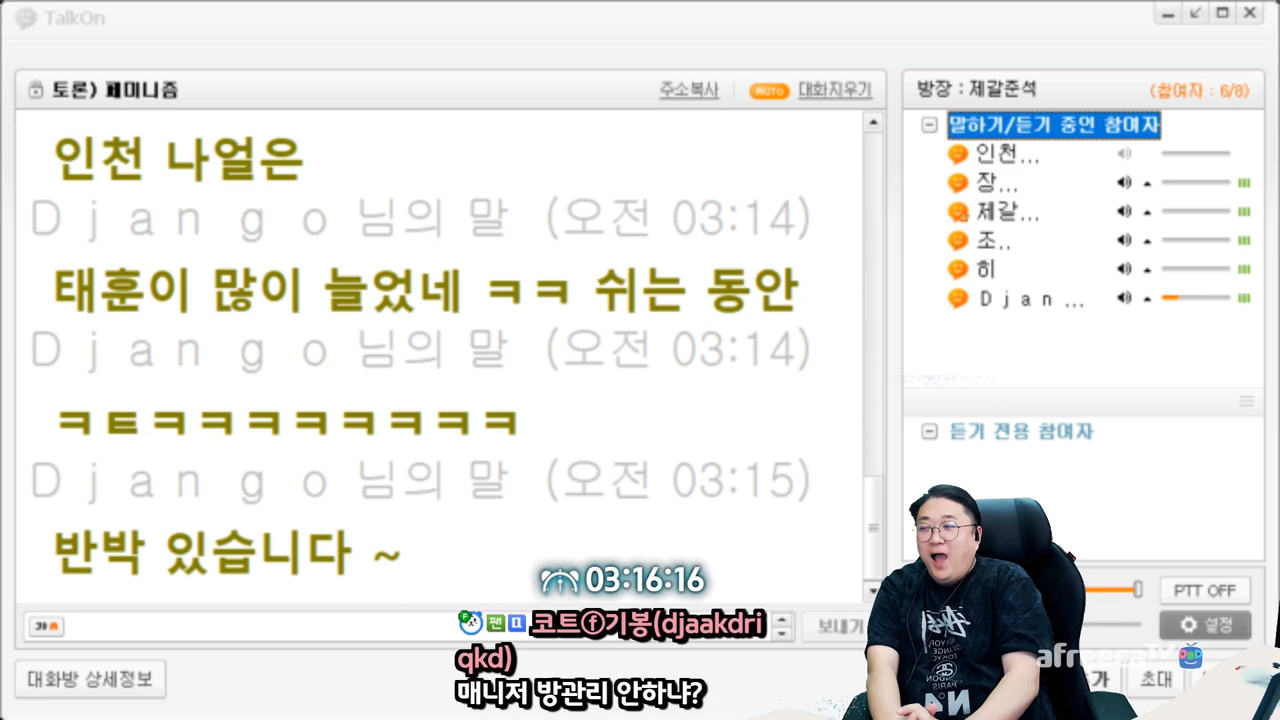 TalkOn
토론) 페미니즘
주소복사
AUTO
대화지우기
인천 나얼은
D j a n g o 님의 말 (오전 03:14)
태훈이 많이 늘었네 ㅋㅋ 쉬는 동안
D j a n g o 님의 말 (오전 03:14)
ㅋㅌㅋㅋㅋㅋㅋㅋㅋㅋ
D j a n g o 님의 말 (오전 03:15)
반박 있습니다 ~
방장 : 제갈준석
(참여자 : 6/8)
말하기/듣기 중인 참여자
인천...
장...
제갈...
조..
히
D j a n ...
듣기 전용 참여자
03:16:16
팬 코트ⓕ기봉(djaakdri
qkd)
매니저 방관리 안하냐?
보내기
PTT OFF
설정
대화방 상세정보
초대
afreecaTV